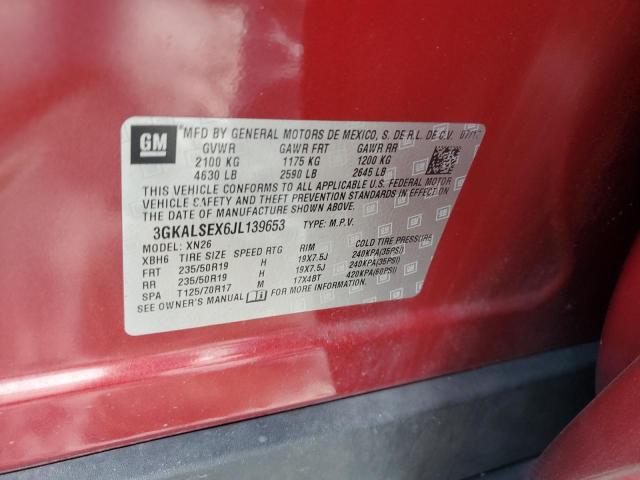 GM
MFD BY GENERAL MOTORS DE MEXICO, S. DE R.L. DE C.V.
GVWR GAWR FRT GAWR RR
2100 KG 1175 KG 1200 KG
4630 LB 2590 LB 2645 LB
THIS VEHICLE CONFORMS TO ALL APPLICABLE U.S. FEDERAL MOTOR
VEHICLE SAFETY AND THEFT PREVENTION STANDARDS IN EFFECT ON
THE DATE OF MANUFACTURE SHOWN ABOVE.
3GKALSEX6JL139653 TYPE: M.P.V.
MODEL: XN26
XBH6 TIRE SIZE SPEED RTG RIM COLD TIRE PRESSURE
FRT 235/50R19 H 19X7.5J 240KPA(35PSI)
RR 235/50R19 H 19X7.5J 240KPA(35PSI)
SPA T125/70R17 M 17X4BT 420KPA(60PSI)
SEE OWNER'S MANUAL FOR MORE INFORMATION.